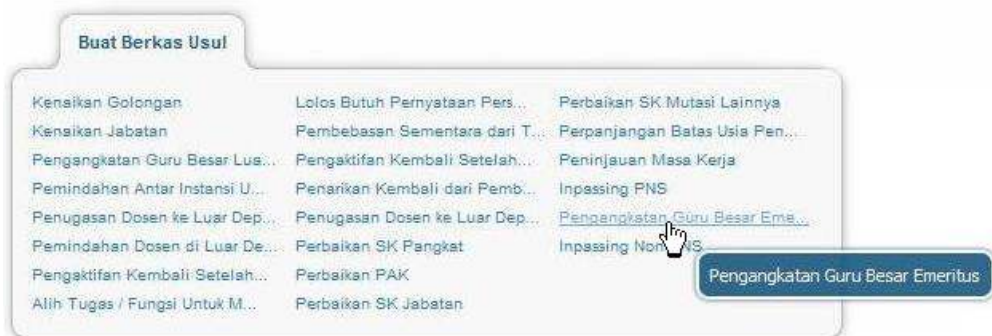 Buat Berkas Usul
Kenaikan Golongan
Kenaikan Jabatan
Pengangkatan Guru Besar Lua...
Pemindahan Antar Instansi U...
Penugasan Dosen ke Luar Dep...
Pemindahan Dosen di Luar De...
Pengaktifan Kembali Setelah...
Alih Tugas / Fungsi Untuk M...
Lolos Butuh Pernyataan Pers...
Pembebasan Sementara dari T...
Pengaktifan Kembali Setelah...
Penarikan Kembali dari Pemb...
Penugasan Dosen ke Luar Dep...
Perbaikan SK Pangkat
Perbaikan PAK
Perbaikan SK Jabatan
Perbaikan SK Mutasi Lainnya
Perpanjangan Batas Usia Pen...
Peninjauan Masa Kerja
Inpassing PNS
Pengangkatan Guru Besar Eme...
Inpassing Non
Pengangkatan Guru Besar Emeritus